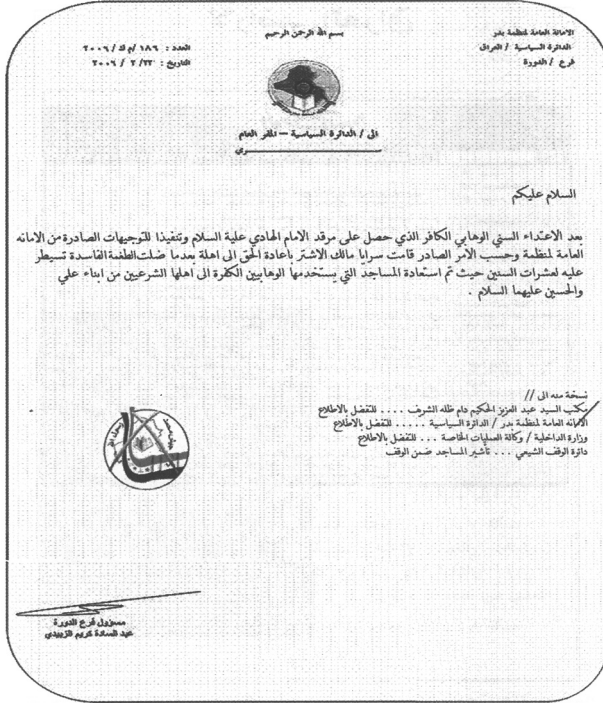 الامانة العامة لمنظمة بدر
الدائرة السياسية / العراق
فرع / الدورة
بسم الله الرحمن الرحيم
العدد : ١٨٦ /م ك/ ٢٠٠٦
التاريخ : ٢٣/ ٢ / ٢٠٠٦
الى / الدائرة السياسية – المقر العام
ســـري
السلام عليكم
بعد الاعتداء السني الوهابي الكافر الذي حصل على مرقد الامام الهادي علية السلام وتنفيذا للتوجيهات الصادرة من الامانه
العامة لمنظمة وحسب الأمر الصادر قامت سرايا مالك الاشتر باعادة الحق الى اهلة بعدما ضلت الطغمة الفاسدة تسيطر
عليه لعشرات السنين حيث تم استعادة المساجد التي يستخدمها الوهابيين الكفرة الى اهلها الشرعيين من ابناء علي
والحسين عليهما السلام .
نسخة منه الى //
مكتب السيد عبد العزيز الحكيم دام ظله الشريف .... للتفضل بالاطلاع
الامانه العامة لمنظمة بدر / الدائرة السياسية ..... للتفضل بالاطلاع
وزارة الداخلية / وكالة العمليات الخاصة ... للتفضل بالاطلاع
دائرة الوقف الشيعي ... تأشير المساجد ضمن الوقف
مسؤول فرع الدورة
عبد السادة كريم الزبيدي